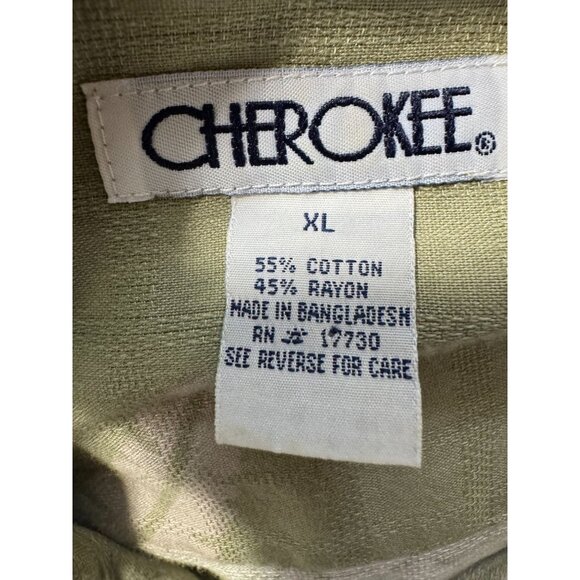 CHEROKEE®
XL
55% COTTON
45% RAYON
MADE IN BANGLADESH
RN # 17730
SEE REVERSE FOR CARE